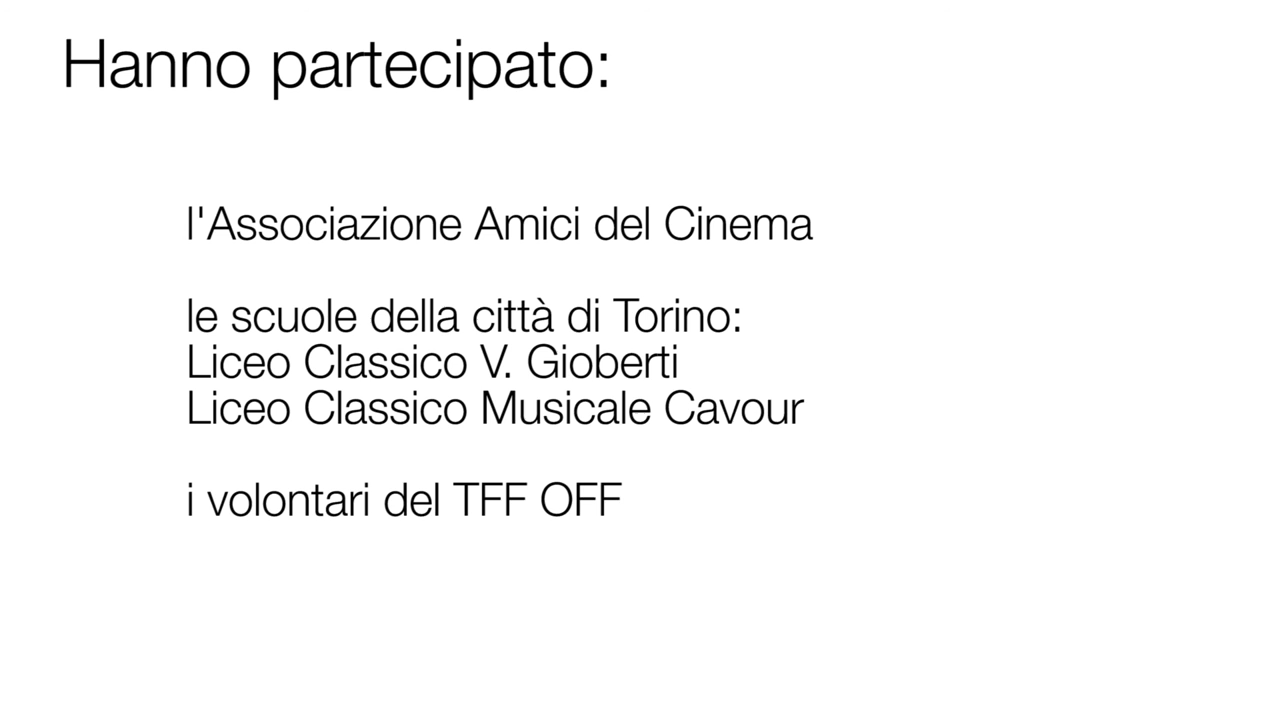 Hanno partecipato:
l'Associazione Amici del Cinema
le scuole della città di Torino:
Liceo Classico V. Gioberti
Liceo Classico Musicale Cavour
i volontari del TFF OFF